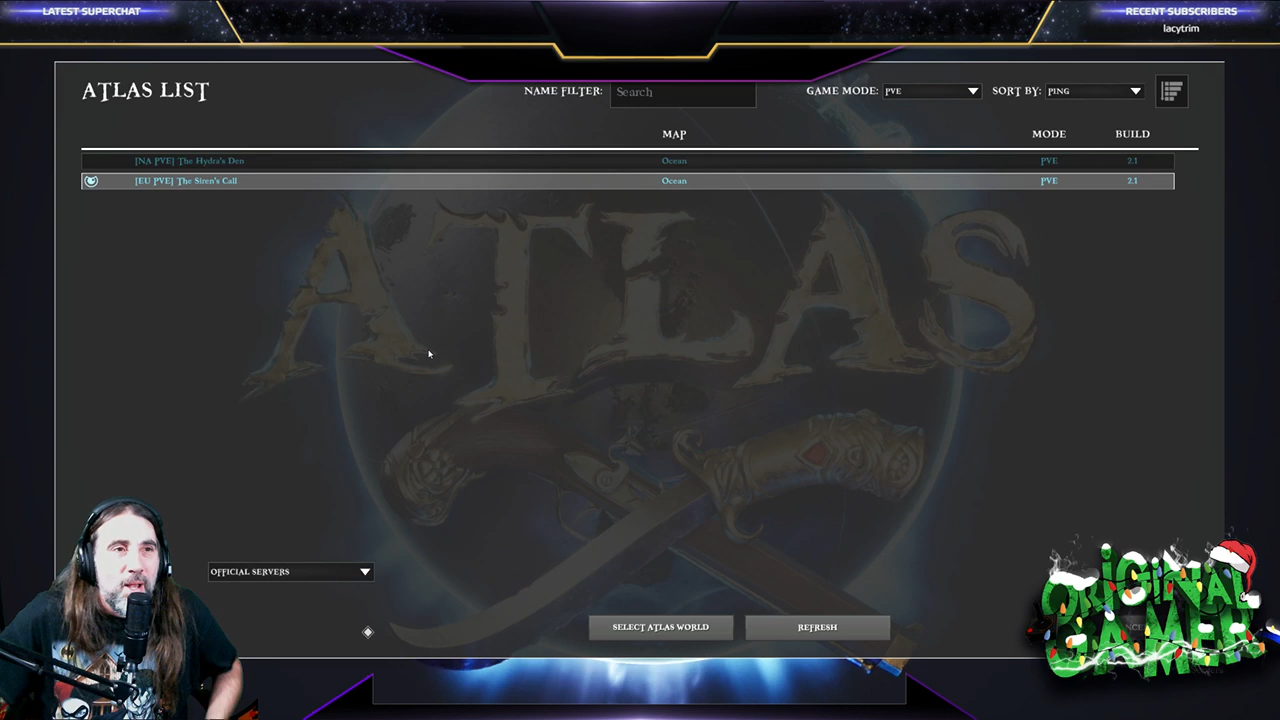 LATEST SUPERCHAT
RECENT SUBSCRIBERS
lacytrim
ATLAS LIST
NAME FILTER: Search
GAME MODE: PVE
SORT BY: PING
MAP MODE BUILD
[NA PVE] The Hydra's Den Ocean PVE 2.1
[EU PVE] The Siren's Call Ocean PVE 2.1
ATLAS
OFFICIAL SERVERS
SELECT ATLAS WORLD
REFRESH
ORIGINAL
GAMER